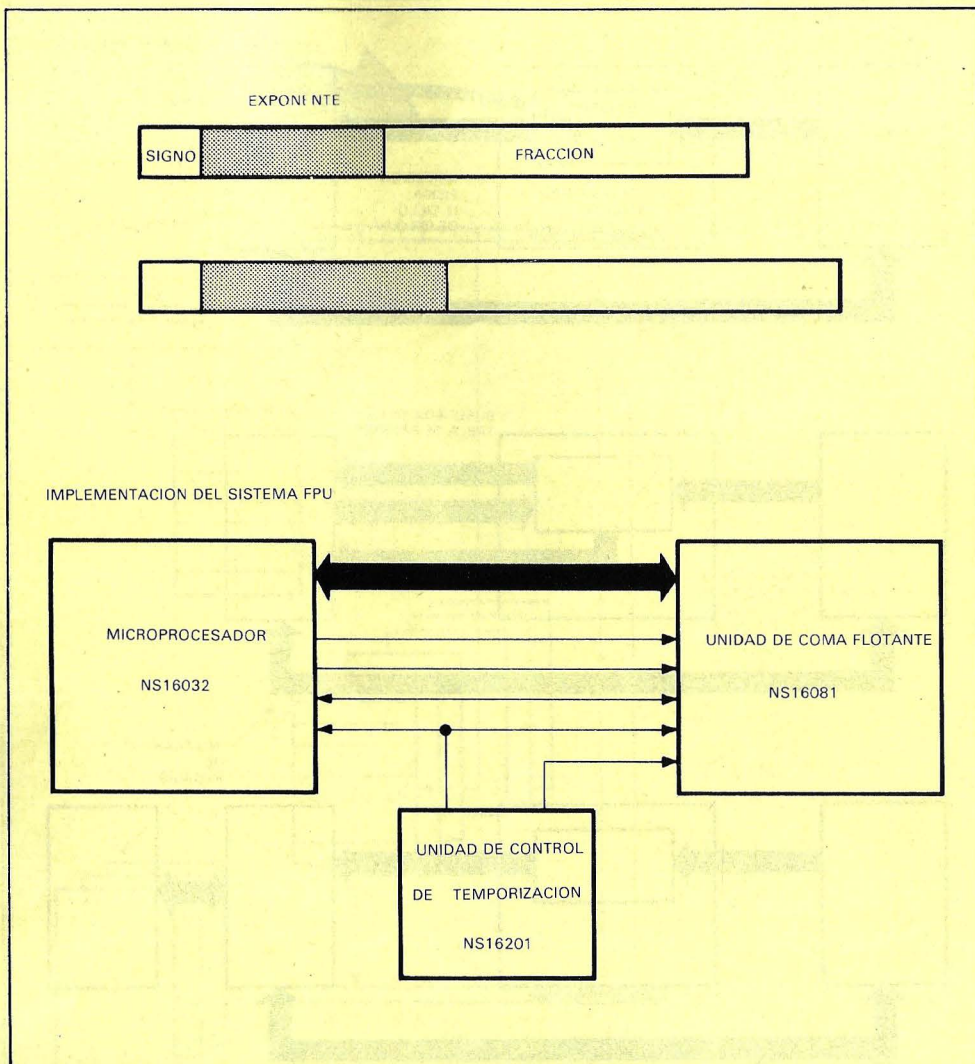 EXPONENTE
SIGNO
FRACCION
IMPLEMENTACION DEL SISTEMA FPU
MICROPROCESADOR
NS16032
UNIDAD DE COMA FLOTANTE
NS16081
UNIDAD DE CONTROL
DE TEMPORIZACION
NS16201